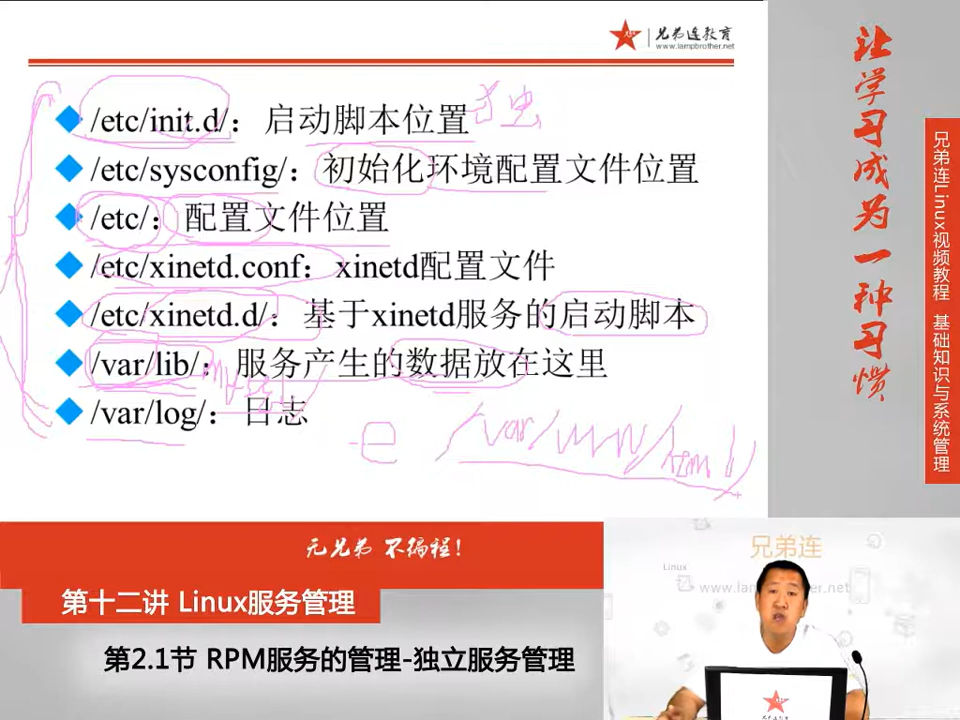 兄弟连教育
www.lampbrother.net
/etc/init.d/：启动脚本位置
独
/etc/sysconfig/：初始化环境配置文件位置
/etc/：配置文件位置
/etc/xinetd.conf：xinetd配置文件
/etc/xinetd.d/：基于xinetd服务的启动脚本
/var/lib/：服务产生的数据放在这里
/var/log/：日志
e /var/www/html/
让学习成为一种习惯
兄弟连Linux视频教程 基础知识与系统管理
无兄弟 不编程！
第十二讲 Linux服务管理
第2.1节 RPM服务的管理-独立服务管理
兄弟连
Linux